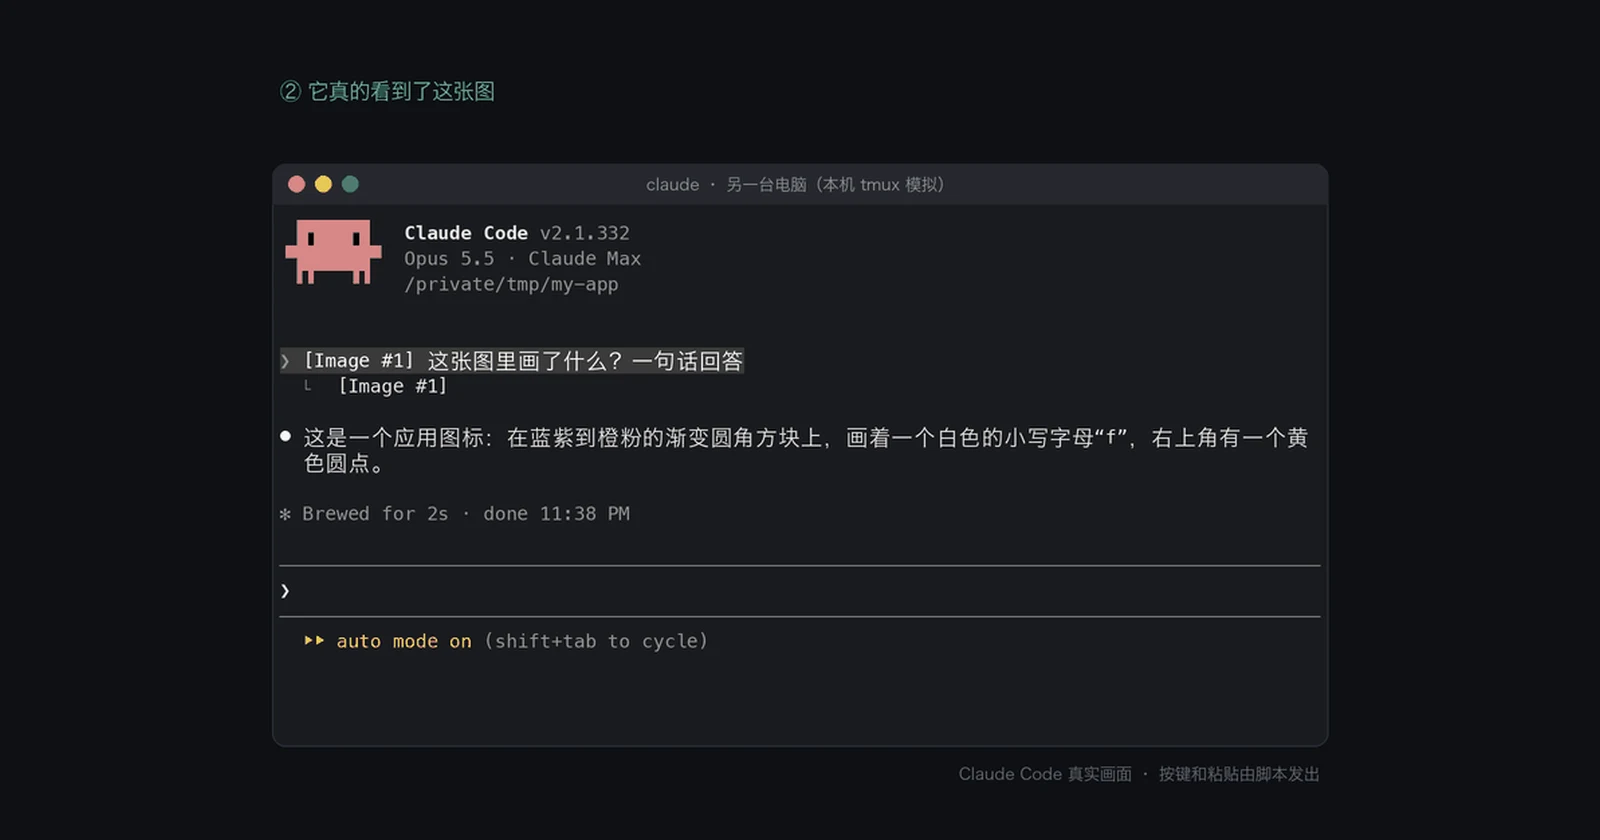 ② 它真的看到了这张图
claude · 另一台电脑（本机 tmux 模拟）
Claude Code v2.1.332
Opus 5.5 · Claude Max
/private/tmp/my-app
❯ [Image #1] 这张图里画了什么？一句话回答
└ [Image #1]
● 这是一个应用图标：在蓝紫到橙粉的渐变圆角方块上，画着一个白色的小写字母“f”，右上角有一个黄
色圆点。
✻ Brewed for 2s · done 11:38 PM
❯
⏵⏵ auto mode on (shift+tab to cycle)
Claude Code 真实画面 · 按键和粘贴由脚本发出